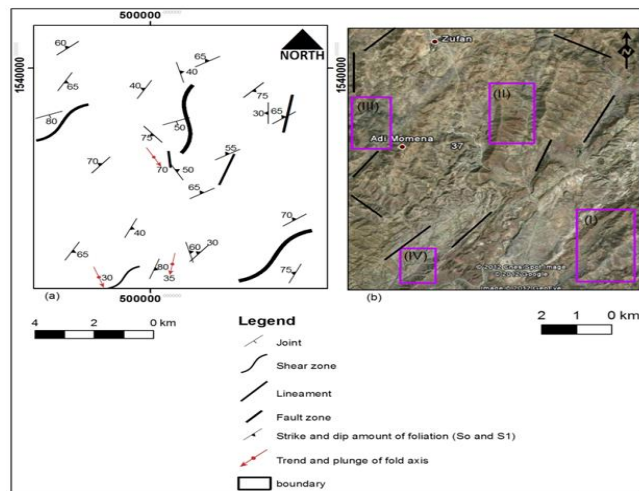 500000
1540000
NORTH
60
65
65
40
40
75
80
50
30
65
75
55
70
70
50
65
40
70
65
60
30
80
30
35
75
(a)
500000
1540000
4 2 0 km
Zufan
(III)
(II)
Adi Momena
37
(I)
(IV)
(b)
2 1 0 km
Legend
Joint
Shear zone
Lineament
Fault zone
Strike and dip amount of foliation (So and S1)
Trend and plunge of fold axis
boundary